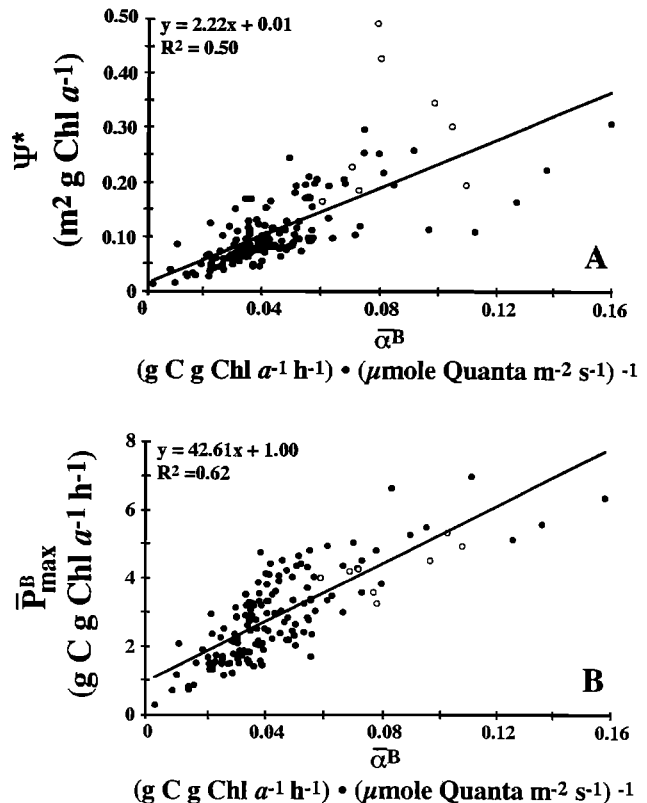 y = 2.22x + 0.01
R² = 0.50
Ψ*
(m² g Chl a⁻¹)
0.50
0.40
0.30
0.20
0.10
0
A
0 0.04 0.08 0.12 0.16
ᾱᴮ
(g C g Chl a⁻¹ h⁻¹) • (µmole Quanta m⁻² s⁻¹) ⁻¹
y = 42.61x + 1.00
R² =0.62
P̄ᴮmax
(g C g Chl a⁻¹ h⁻¹)
8
6
4
2
0
B
0.04 0.08 0.12 0.16
ᾱᴮ
(g C g Chl a⁻¹ h⁻¹) • (µmole Quanta m⁻² s⁻¹) ⁻¹